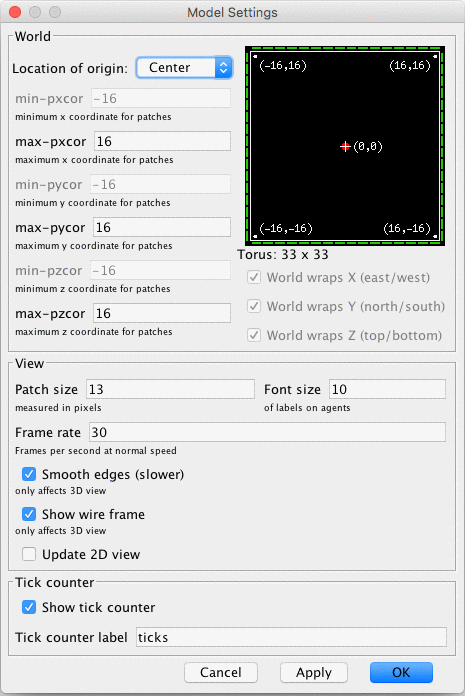 Model Settings
World
Location of origin: Center
min-pxcor -16
minimum x coordinate for patches
max-pxcor 16
maximum x coordinate for patches
min-pycor -16
minimum y coordinate for patches
max-pycor 16
maximum y coordinate for patches
min-pzcor -16
minimum z coordinate for patches
max-pzcor 16
maximum z coordinate for patches
(-16,16) (16,16)
(0,0)
(-16,-16) (16,-16)
Torus: 33 x 33
World wraps X (east/west)
World wraps Y (north/south)
World wraps Z (top/bottom)
View
Patch size 13 Font size 10
measured in pixels of labels on agents
Frame rate 30
Frames per second at normal speed
Smooth edges (slower)
only affects 3D view
Show wire frame
only affects 3D view
Update 2D view
Tick counter
Show tick counter
Tick counter label ticks
Cancel Apply OK